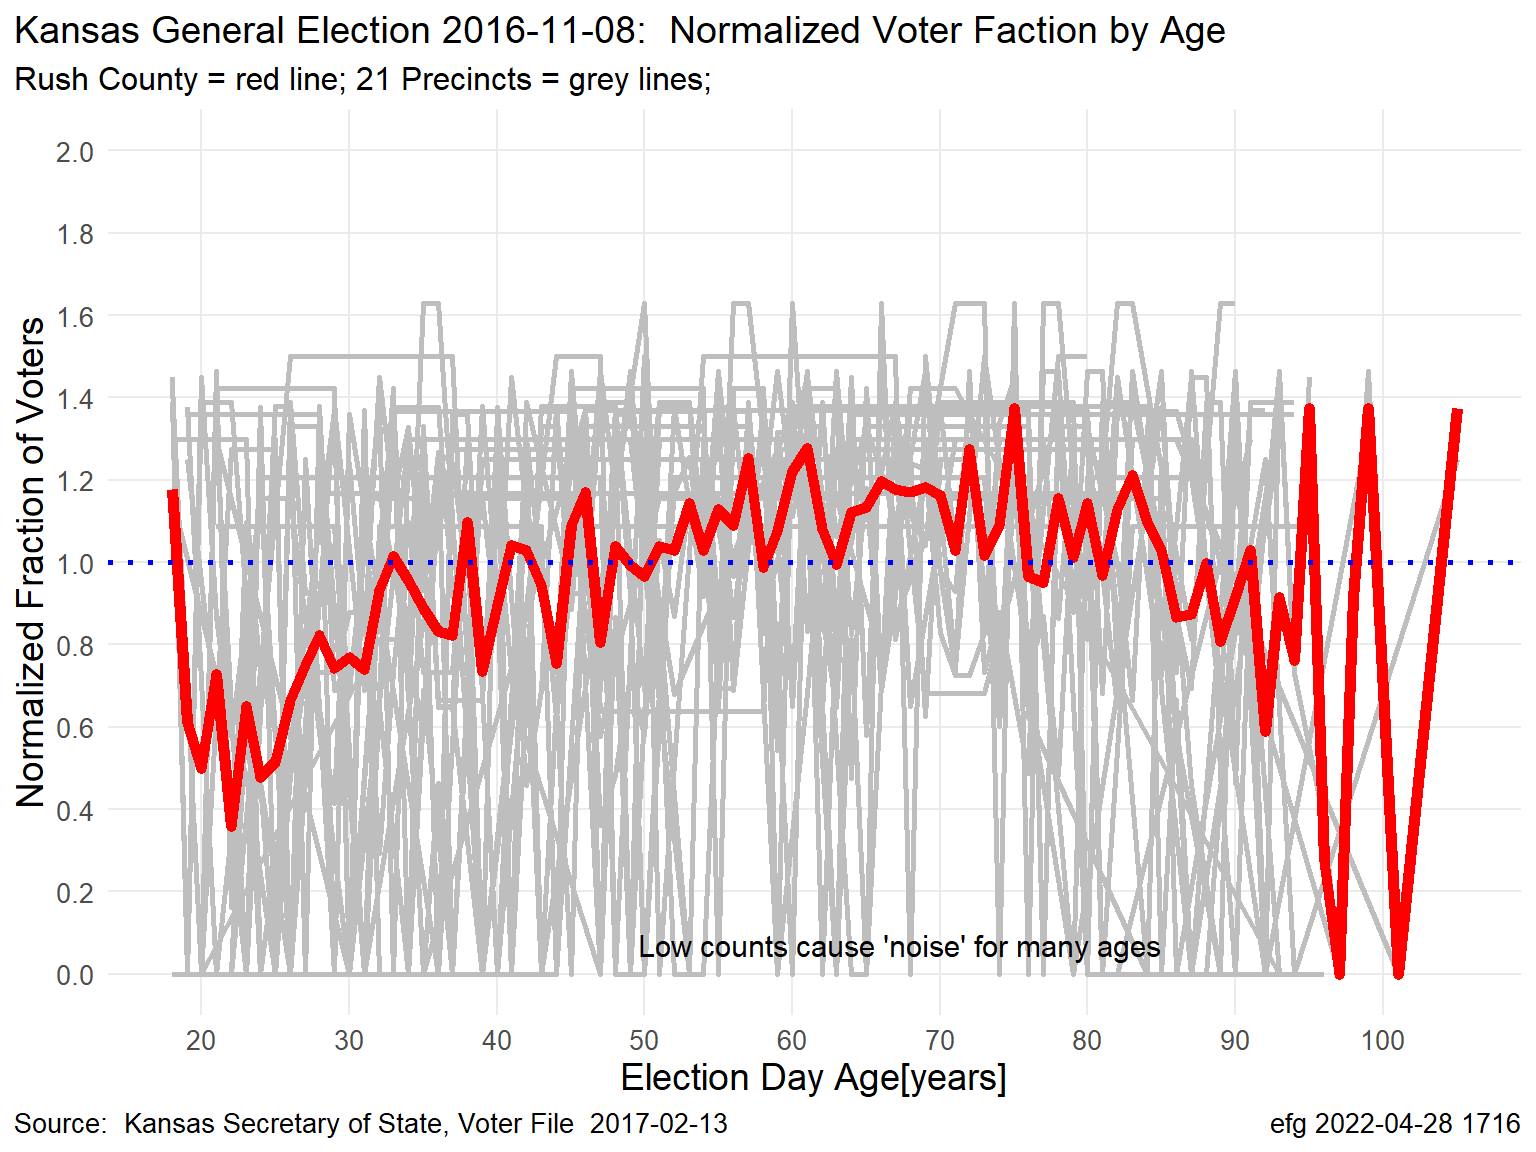 Kansas General Election 2016-11-08:  Normalized Voter Faction by Age
Rush County = red line; 21 Precincts = grey lines;
Normalized Fraction of Voters
2.0
1.8
1.6
1.4
1.2
1.0
0.8
0.6
0.4
0.2
0.0
Low counts cause 'noise' for many ages
20 30 40 50 60 70 80 90 100
Election Day Age[years]
Source:  Kansas Secretary of State, Voter File  2017-02-13
efg 2022-04-28 1716